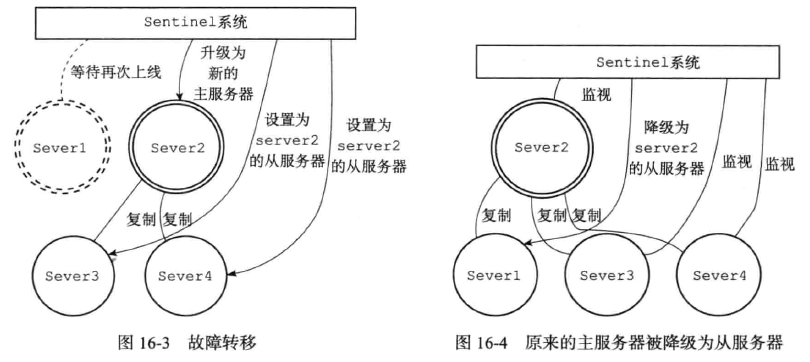 Sentinel系统
等待再次上线
升级为
新的
主服务器
设置为
server2
的从服务器
设置为
server2
的从服务器
Sever1
Sever2
复制
复制
Sever3
Sever4
图 16-3 故障转移
Sentinel系统
监视
降级为
server2
的从服务器
监视
监视
Sever2
复制
复制
复制
Sever1
Sever3
Sever4
图 16-4 原来的主服务器被降级为从服务器